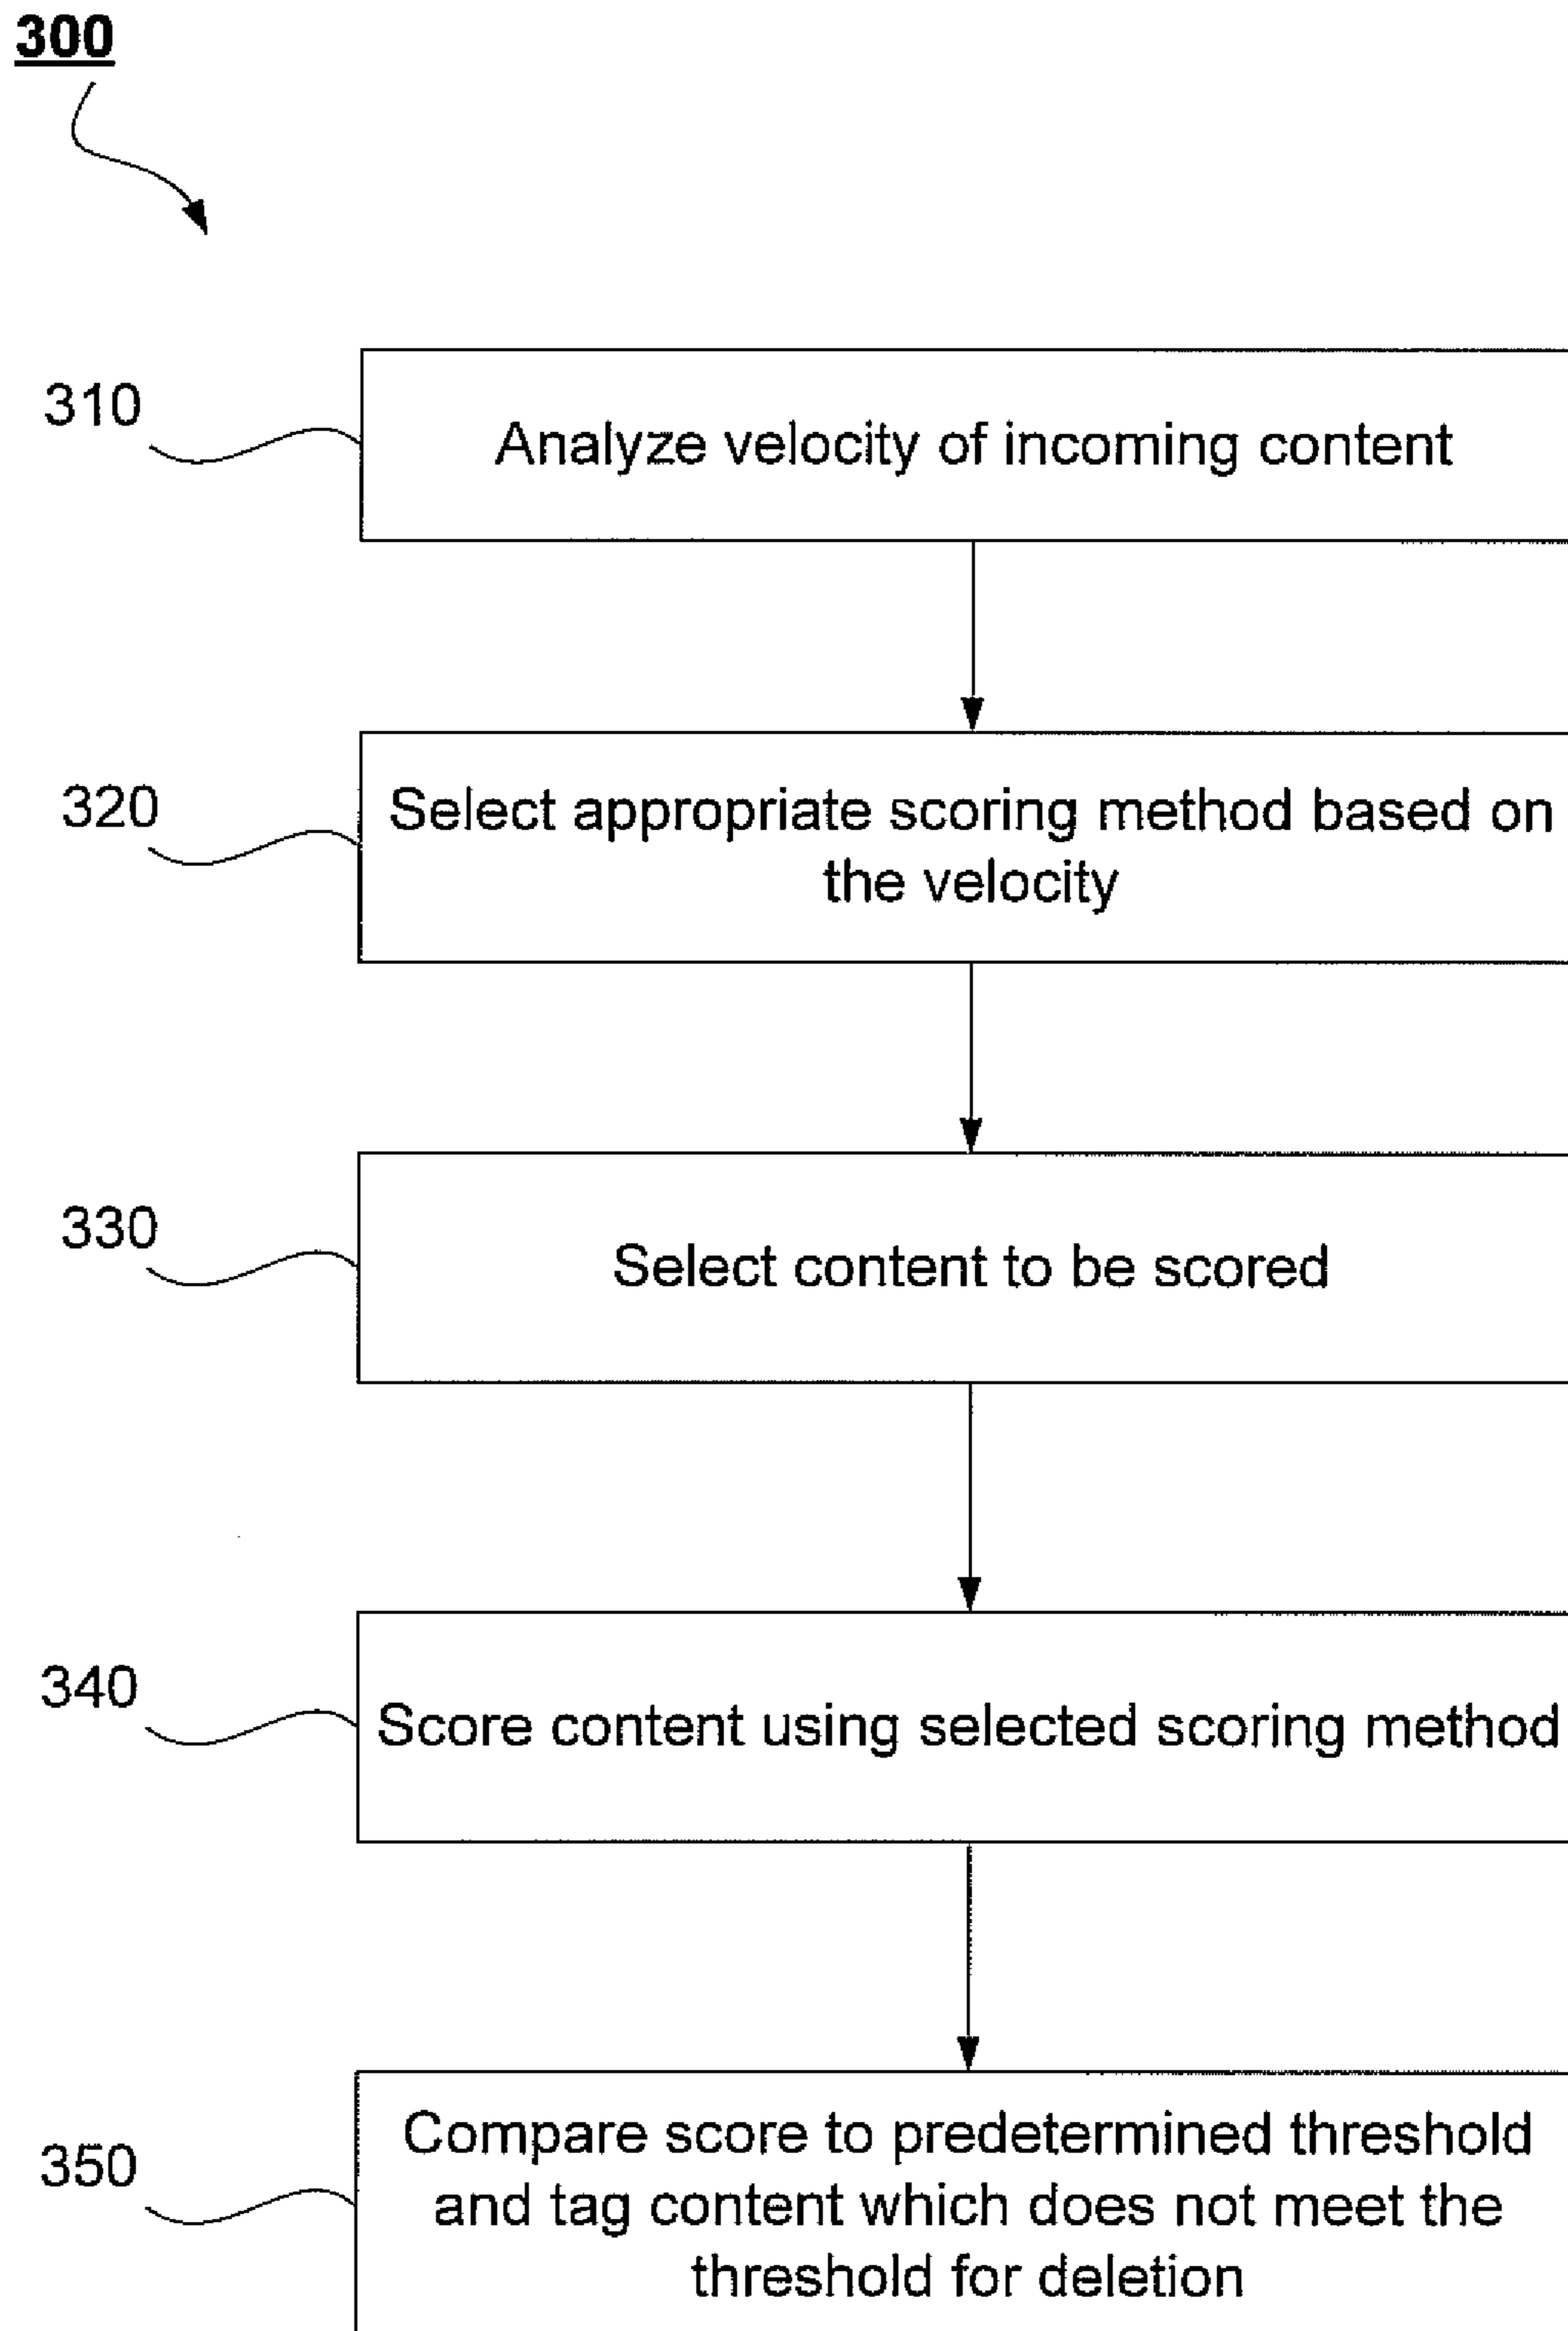 300
310
Analyze velocity of incoming content
320
Select appropriate scoring method based on
the velocity
330
Select content to be scored
340
Score content using selected scoring method
350
Compare score to predetermined threshold
and tag content which does not meet the
threshold for deletion